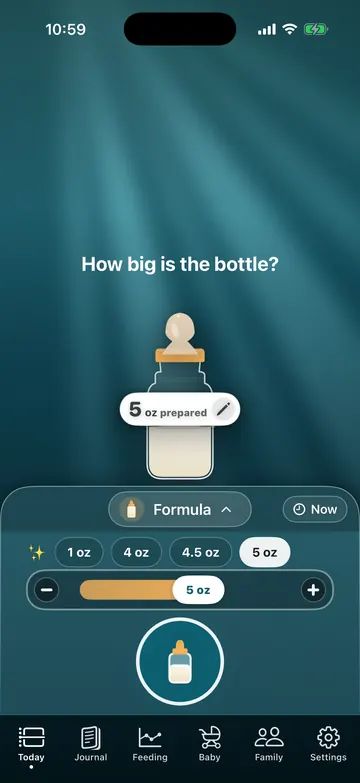 10:59
How big is the bottle?
5 oz prepared
Formula
Now
1 oz
4 oz
4.5 oz
5 oz
5 oz
Today
Journal
Feeding
Baby
Family
Settings